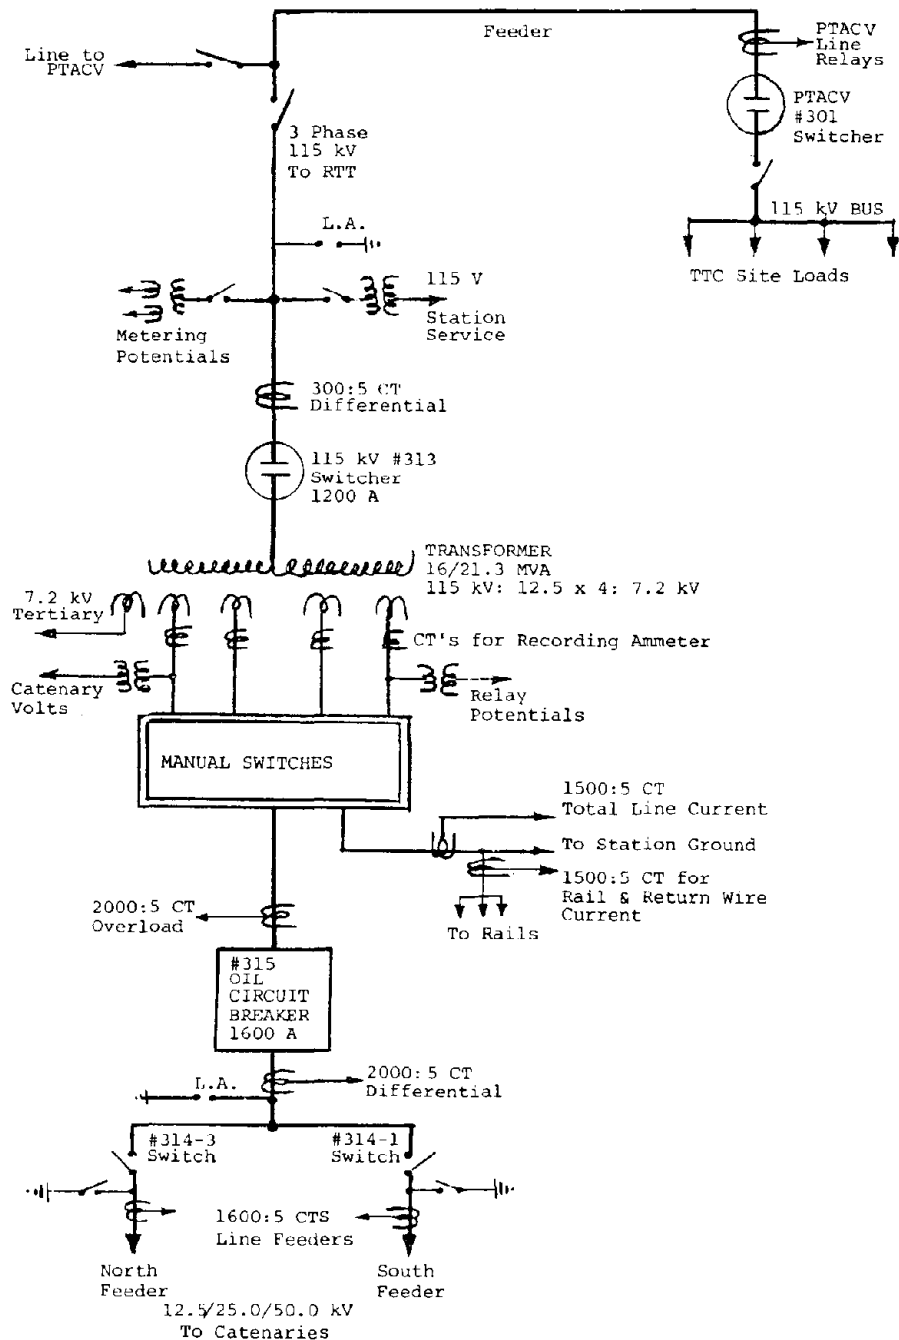 Feeder
Line to
PTACV
PTACV
Line
Relays
PTACV
#301
Switcher
3 Phase
115 kV
To RTT
115 kV BUS
TTC Site Loads
L.A.
115 V
Station
Service
Metering
Potentials
300:5 CT
Differential
115 kV #313
Switcher
1200 A
TRANSFORMER
16/21.3 MVA
115 kV: 12.5 x 4: 7.2 kV
7.2 kV
Tertiary
CT's for Recording Ammeter
Catenary
Volts
Relay
Potentials
MANUAL SWITCHES
1500:5 CT
Total Line Current
To Station Ground
1500:5 CT for
Rail & Return Wire
Current
To Rails
2000:5 CT
Overload
#315
OIL
CIRCUIT
BREAKER
1600 A
L.A.
2000:5 CT
Differential
#314-3
Switch
#314-1
Switch
1600:5 CTS
Line Feeders
North
Feeder
South
Feeder
12.5/25.0/50.0 kV
To Catenaries